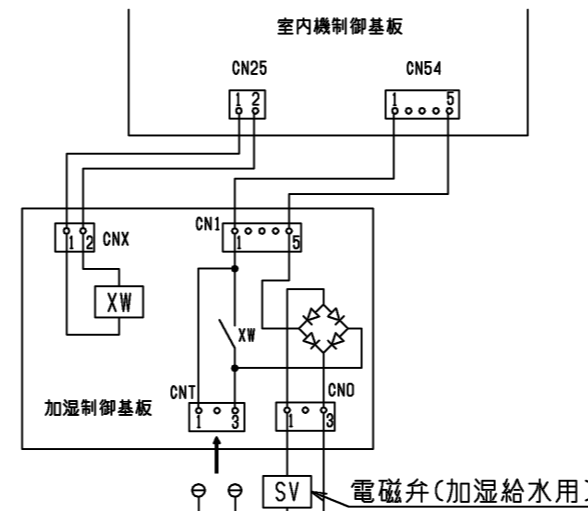 室内機制御基板
CN25
CN54
1 2
1 5
CNX
CN1
1 2
1 5
XW
XW
加湿制御基板
CNT
CNO
1 3
1 3
SV
電磁弁(加湿給水用)